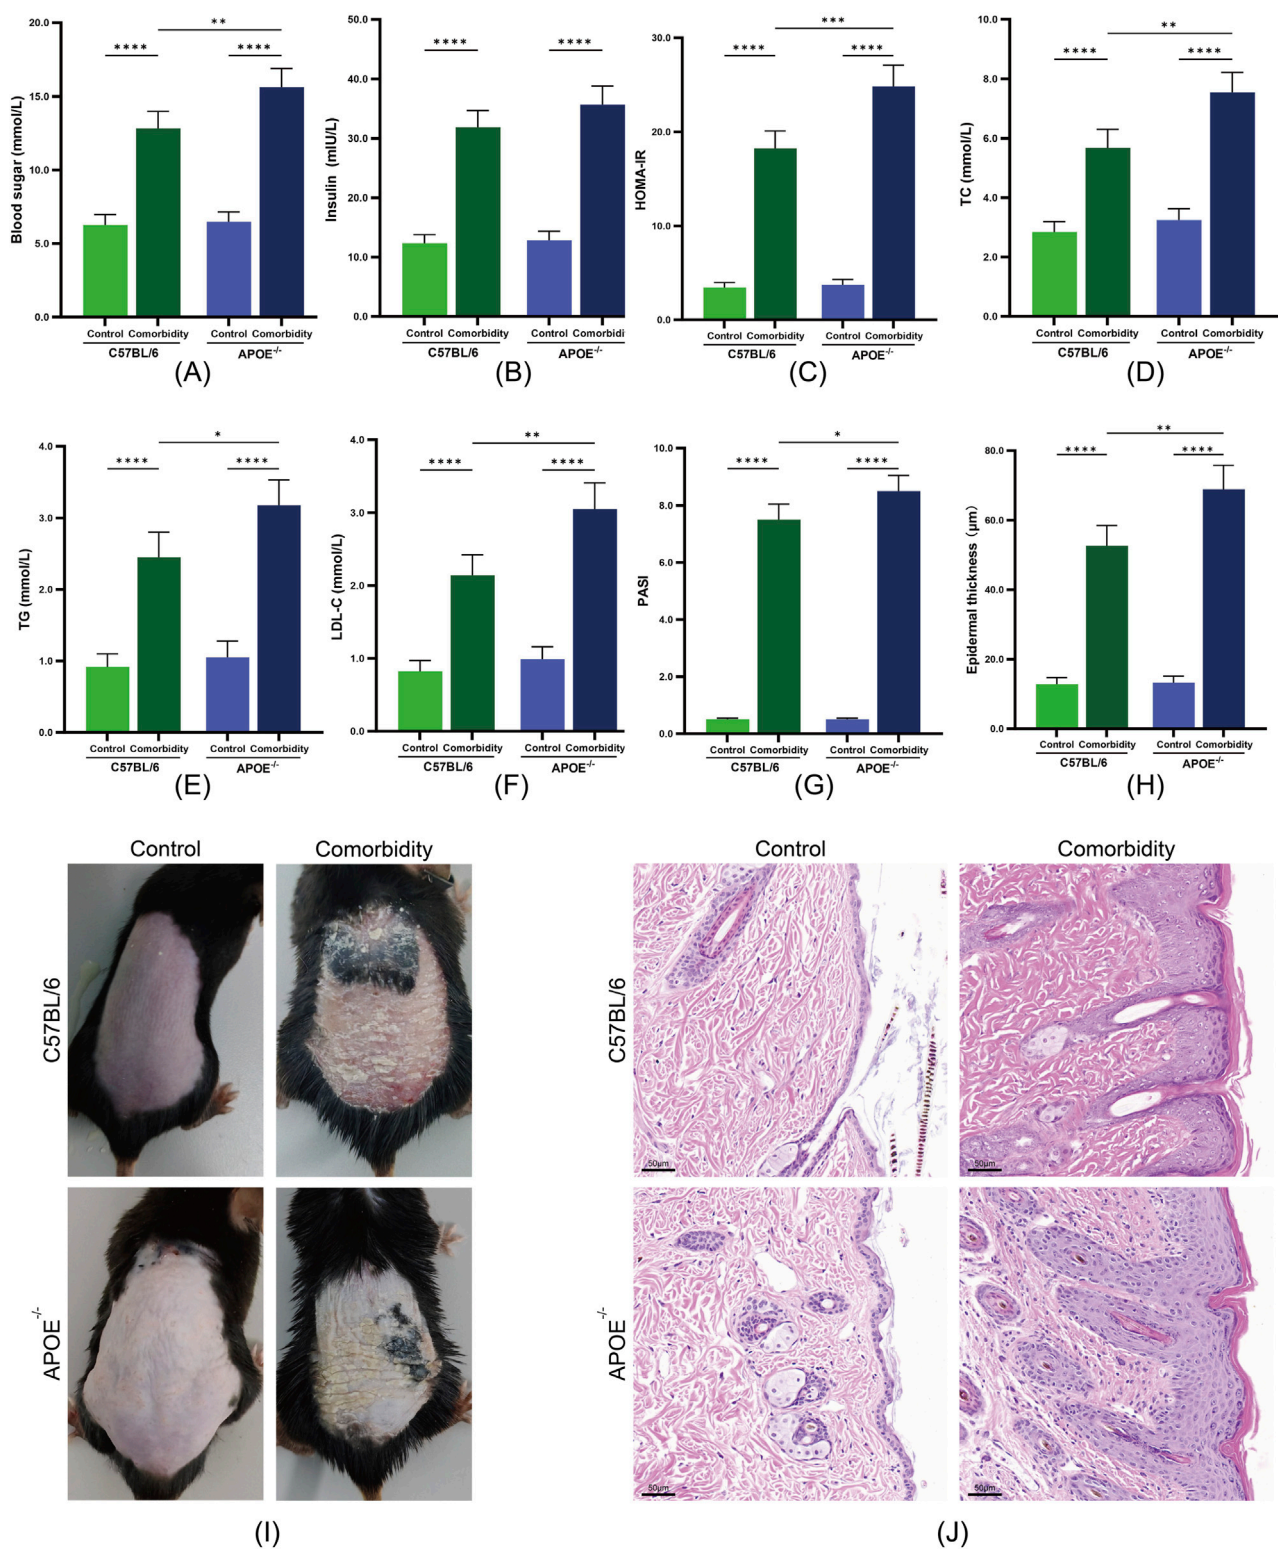 20.0
15.0
10.0
5.0
0.0
Blood sugar (mmol/L)
**
**** ****
Control Comorbidity Control Comorbidity
C57BL/6 APOE-/-
(A)
50.0
40.0
30.0
20.0
10.0
0.0
Insulin (mIU/L)
**** ****
Control Comorbidity Control Comorbidi
C57BL/6 APOE-/-
(B)
30.0
20.0
10.0
0.0
HOMA-IR
***
**** ****
Control Comorbidity Control Comorbidity
C57BL/6 APOE-/-
(C)
10.0
8.0
6.0
4.0
2.0
0.0
TC (mmol/L)
**
**** ****
Control Comorbidity Control Comorbidity
C57BL/6 APOE-/-
(D)
4.0
3.0
2.0
1.0
0.0
TG (mmol/L)
*
**** ****
Control Comorbidity Control Comorbidity
C57BL/6 APOE-/-
(E)
4.0
3.0
2.0
1.0
0.0
LDL-C (mmol/L)
**
**** ****
Control Comorbidity Control Comorbidity
C57BL/6 APOE-/-
(F)
10.0
8.0
6.0
4.0
2.0
0.0
PASI
*
**** ****
Control Comorbidity Control Comorbidity
C57BL/6 APOE-/-
(G)
80.0
60.0
40.0
20.0
0.0
Epidermal thickness (μm)
**
**** ****
Control Comorbidity Control Comorbidity
C57BL/6 APOE-/-
(H)
Control Comorbidity
C57BL/6
APOE-/-
(I)
Control Comorbidity
C57BL/6
50μm 50μm
APOE-/-
50μm 50μm
(J)